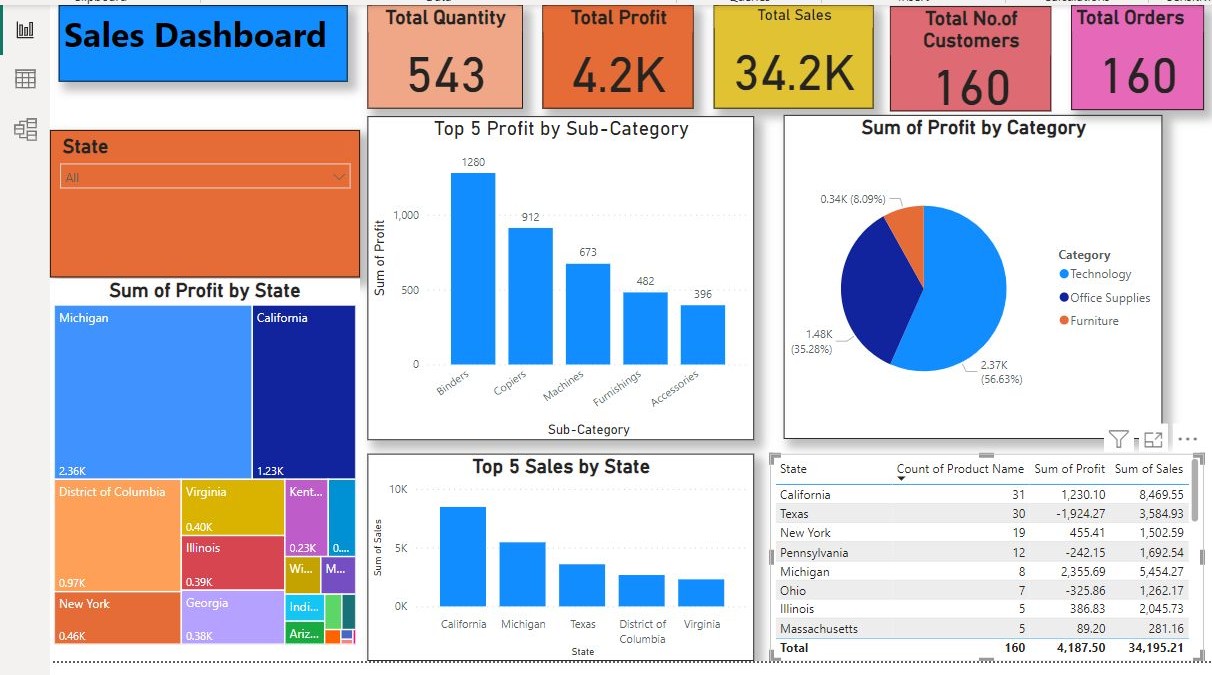 Sales Dashboard
Total Quantity
543
Total Profit
4.2K
Total Sales
34.2K
Total No.of
Customers
160
Total Orders
160
State
All
Sum of Profit by State
Michigan
2.36K
California
1.23K
District of Columbia
0.97K
New York
0.46K
Virginia
0.40K
Illinois
0.39K
Georgia
0.38K
Kent...
0.23K
0....
Wi...
M...
Indi...
Ariz...
Top 5 Profit by Sub-Category
Sum of Profit
1,000
500
0
1280
912
673
482
396
Binders
Copiers
Machines
Furnishings
Accessories
Sub-Category
Top 5 Sales by State
Sum of Sales
10K
5K
0K
California
Michigan
Texas
District of
Columbia
Virginia
State
Sum of Profit by Category
0.34K (8.09%)
1.48K
(35.28%)
2.37K
(56.63%)
Category
Technology
Office Supplies
Furniture
State Count of Product Name Sum of Profit Sum of Sales
California 31 1,230.10 8,469.55
Texas 30 -1,924.27 3,584.93
New York 19 455.41 1,502.59
Pennsylvania 12 -242.15 1,692.54
Michigan 8 2,355.69 5,454.27
Ohio 7 -325.86 1,262.17
Illinois 5 386.83 2,045.73
Massachusetts 5 89.20 281.16
Total 160 4,187.50 34,195.21